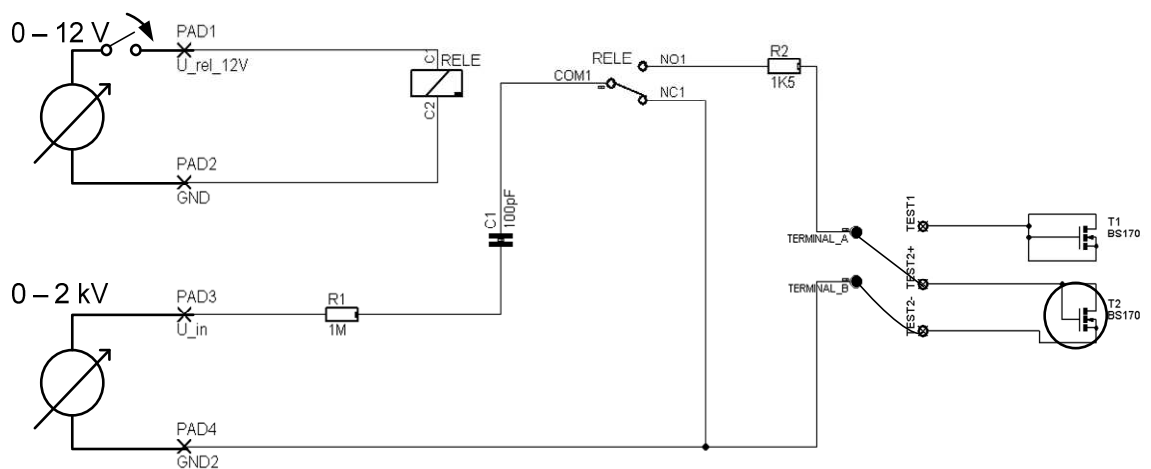 0 – 12 V
PAD1
U_rel_12V
C1
RELE
C2
PAD2
GND
RELE
NO1
COM1
NC1
R2
1K5
C1
100pF
TERMINAL_A
TERMINAL_B
TEST1
TEST2+
TEST2-
T1
BS170
T2
BS170
0 – 2 kV
PAD3
U_in
R1
1M
PAD4
GND2